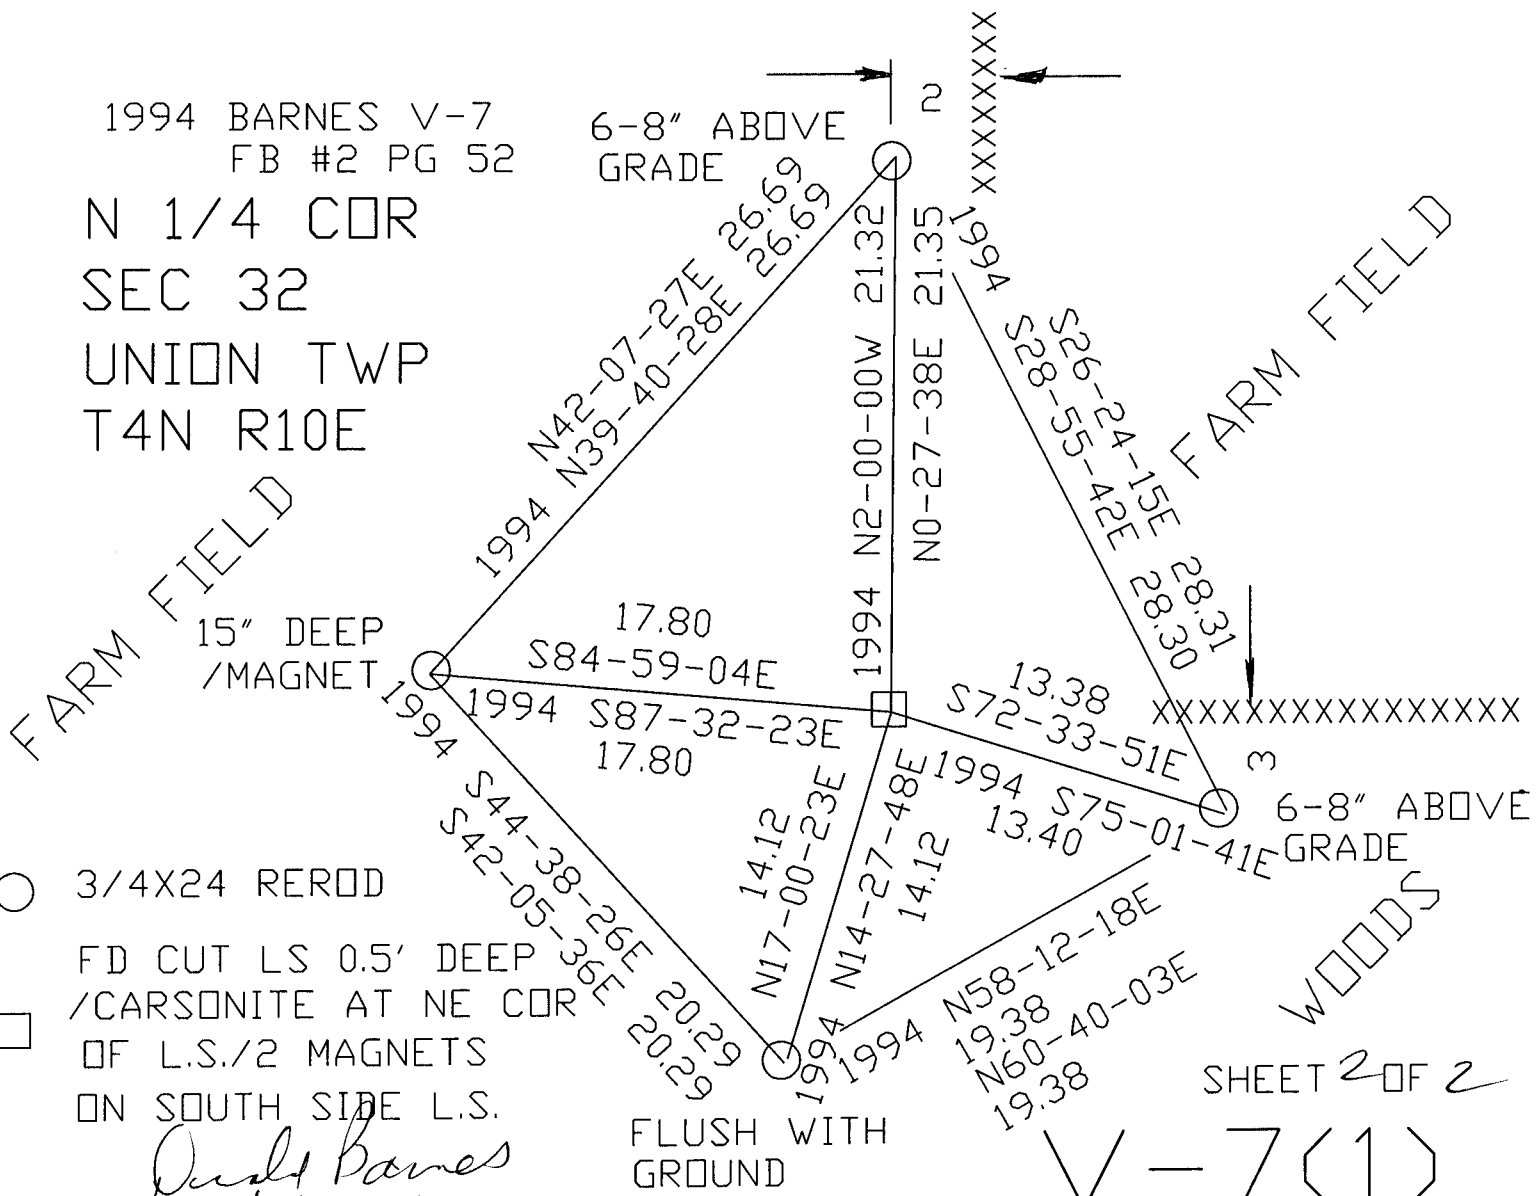 1994 BARNES V-7
FB #2 PG 52
N 1/4 COR
SEC 32
UNION TWP
T4N R10E
6-8" ABOVE
GRADE
2
XXXXXXXX
FARM FIELD
FARM FIELD
N42-07-27E 26.69
1994 N39-40-28E 26.69
1994 N2-00-00W 21.32
N0-27-38E 21.35
1994
S26-24-15E 28.31
S28-55-42E 28.30
15" DEEP
/MAGNET
17.80
S84-59-04E
1994 S87-32-23E
17.80
13.38
S72-33-51E
1994 S75-01-41E
13.40
XXXXXXXXXXXXXXXX
3
6-8" ABOVE
GRADE
1994 S44-38-26E 20.29
S42-05-36E 20.29
14.12
N17-00-23E
1994 N14-27-48E
14.12
1994 N58-12-18E
19.38
N60-40-03E
19.38
WOODS
3/4X24 REROD
FD CUT LS 0.5' DEEP
/CARSONITE AT NE COR
OF L.S./2 MAGNETS
ON SOUTH SIDE L.S.
Donald Barnes
FLUSH WITH
GROUND
SHEET 2 OF 2
V-7(1)